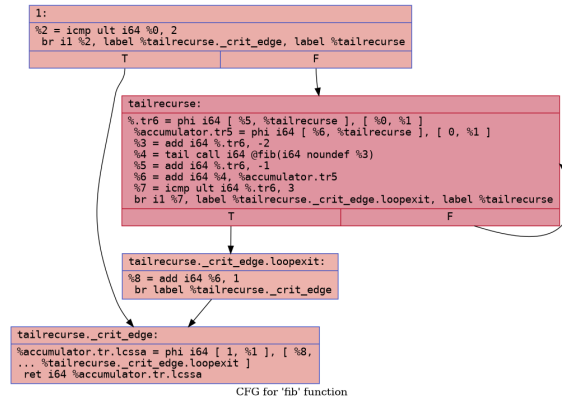 1:
%2 = icmp ult i64 %0, 2
br i1 %2, label %tailrecurse._crit_edge, label %tailrecurse
T
F
tailrecurse:
%.tr6 = phi i64 [ %5, %tailrecurse ], [ %0, %1 ]
%accumulator.tr5 = phi i64 [ %6, %tailrecurse ], [ 0, %1 ]
%3 = add i64 %.tr6, -2
%4 = tail call i64 @fib(i64 noundef %3)
%5 = add i64 %.tr6, -1
%6 = add i64 %4, %accumulator.tr5
%7 = icmp ult i64 %.tr6, 3
br i1 %7, label %tailrecurse._crit_edge.loopexit, label %tailrecurse
T
F
tailrecurse._crit_edge.loopexit:
%8 = add i64 %6, 1
br label %tailrecurse._crit_edge
tailrecurse._crit_edge:
%accumulator.tr.lcssa = phi i64 [ 1, %1 ], [ %8,
... %tailrecurse._crit_edge.loopexit ]
ret i64 %accumulator.tr.lcssa
CFG for 'fib' function